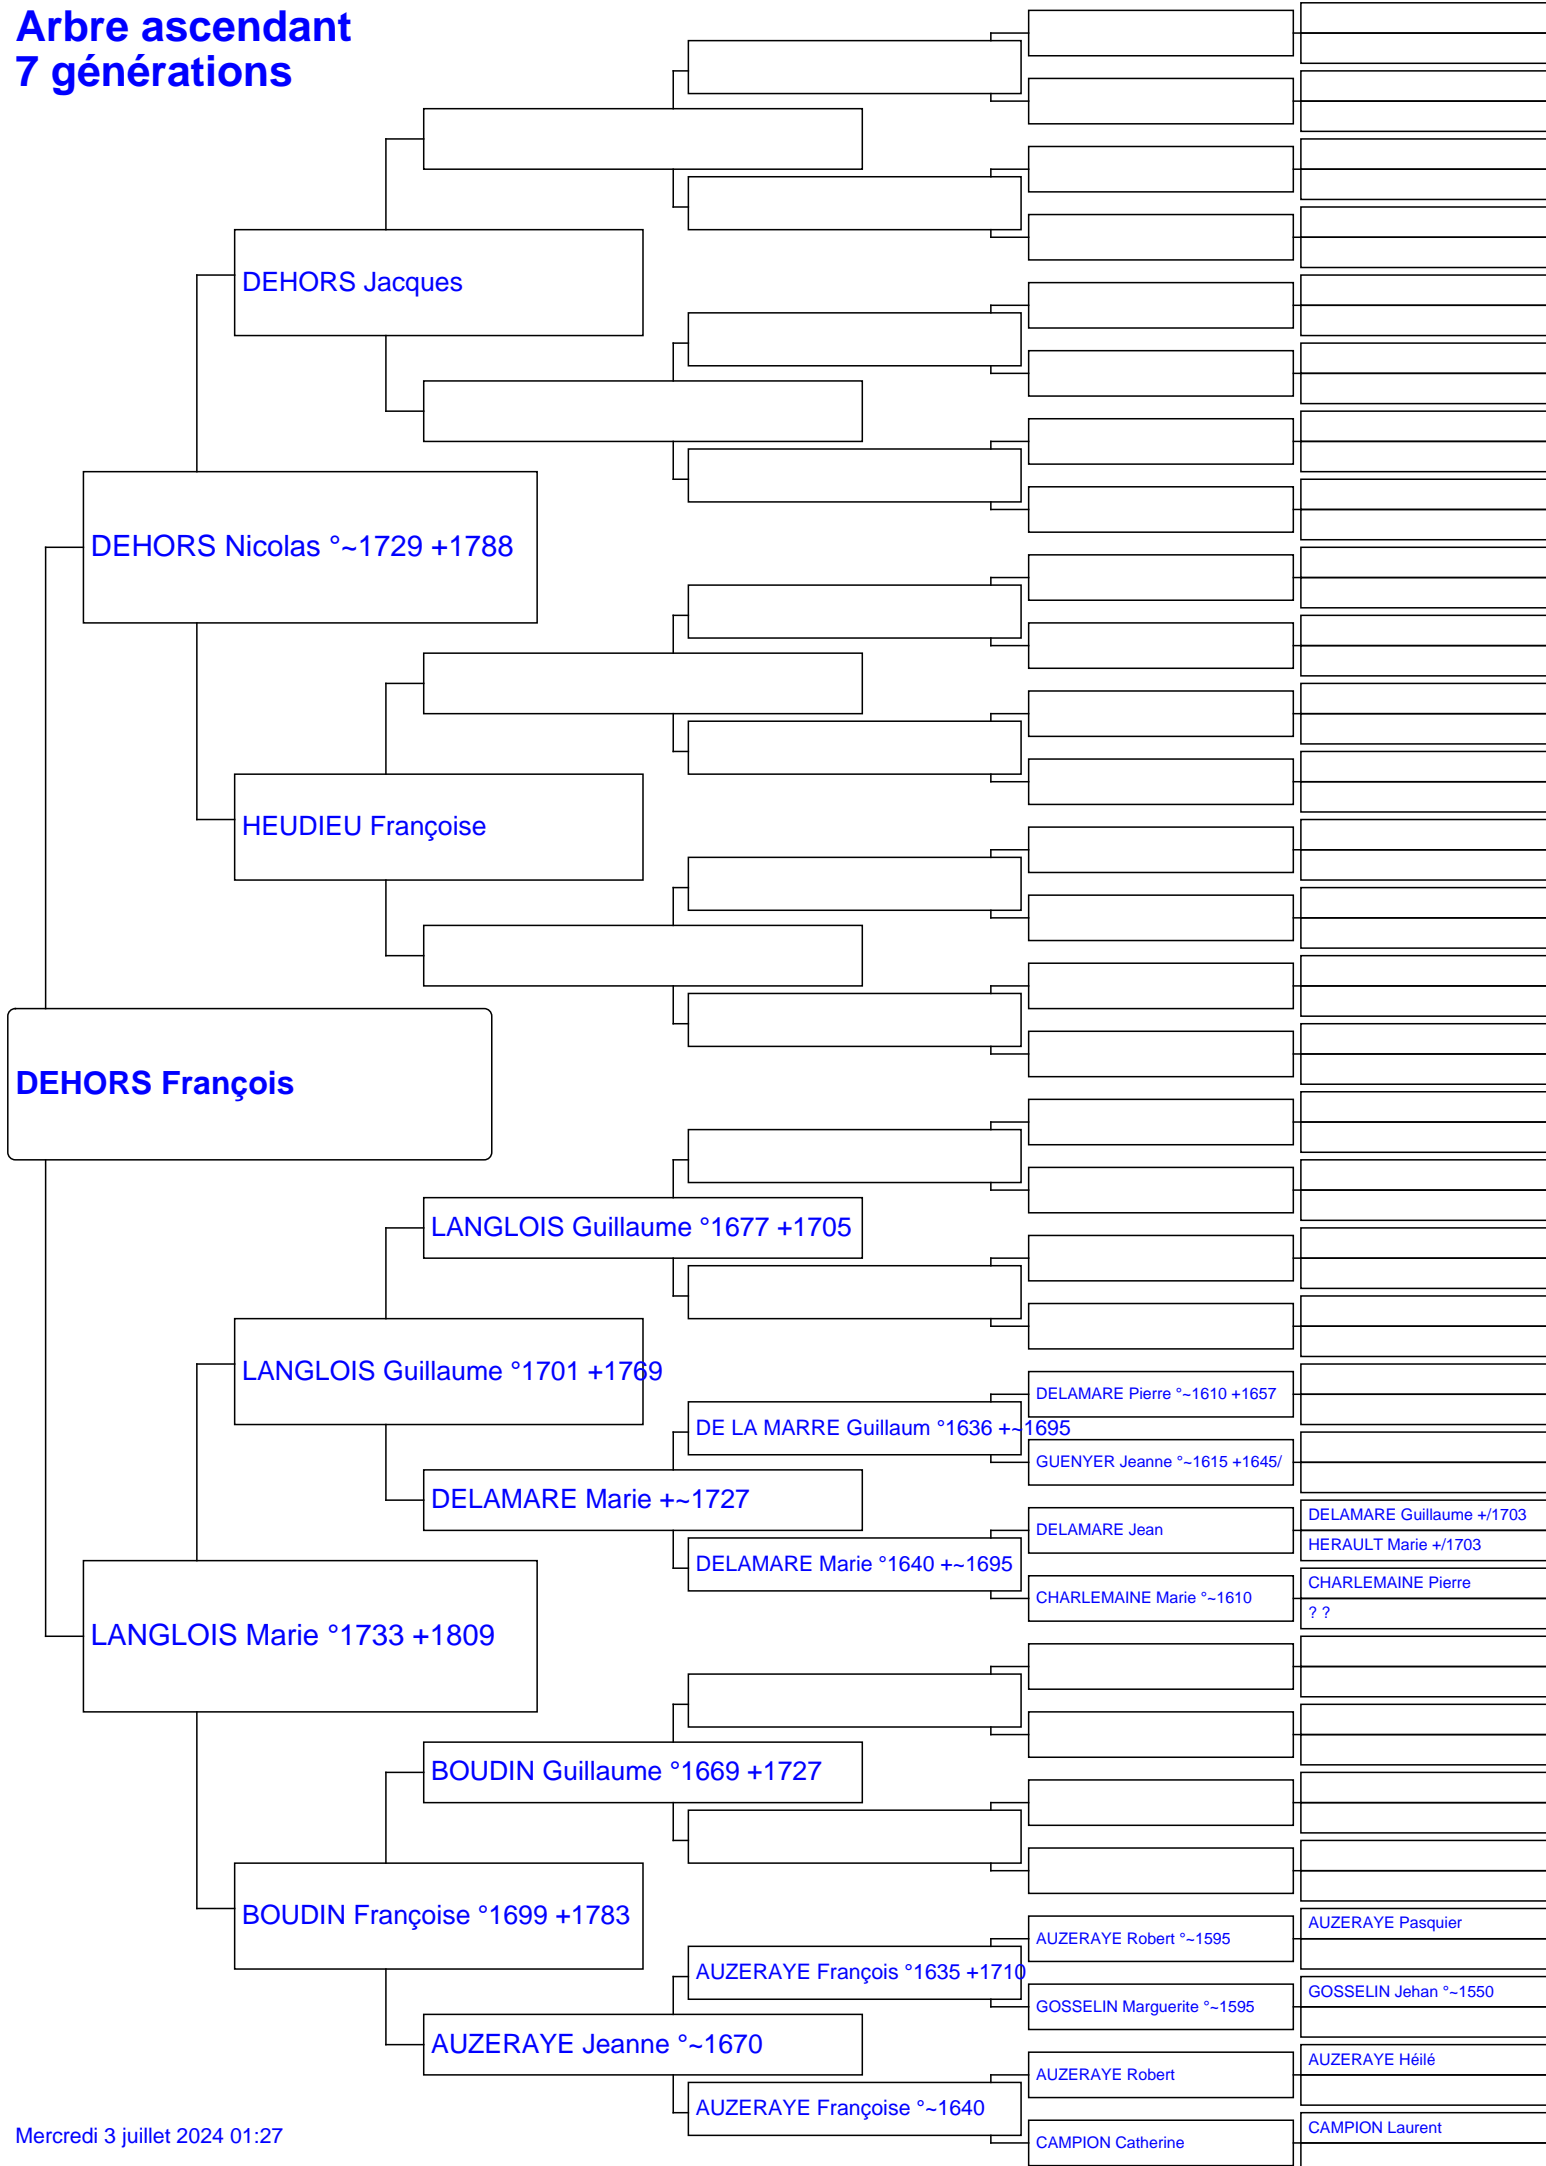 Arbre ascendant
7 générations
DEHORS Jacques
DEHORS Nicolas °~1729 +1788
HEUDIEU Françoise
DEHORS François
LANGLOIS Guillaume °1677 +1705
LANGLOIS Guillaume °1701 +1769
DELAMARE Pierre °~1610 +1657
DE LA MARRE Guillaum °1636 +~1695
GUENYER Jeanne °~1615 +1645/
DELAMARE Marie +~1727
DELAMARE Guillaume +/1703
DELAMARE Jean
HERAULT Marie +/1703
DELAMARE Marie °1640 +~1695
CHARLEMAINE Pierre
CHARLEMAINE Marie °~1610
? ?
LANGLOIS Marie °1733 +1809
BOUDIN Guillaume °1669 +1727
BOUDIN Françoise °1699 +1783
AUZERAYE Pasquier
AUZERAYE Robert °~1595
AUZERAYE François °1635 +1710
GOSSELIN Jehan °~1550
GOSSELIN Marguerite °~1595
AUZERAYE Jeanne °~1670
AUZERAYE Héilé
AUZERAYE Robert
AUZERAYE Françoise °~1640
CAMPION Laurent
CAMPION Catherine
Mercredi 3 juillet 2024 01:27